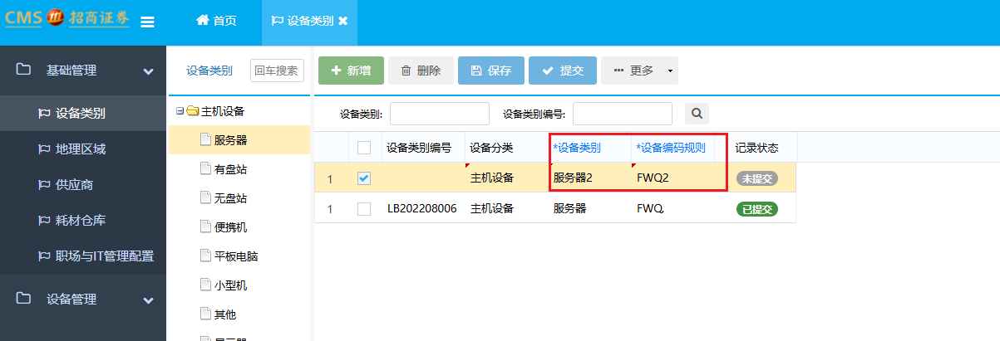 CMS 招商证券
首页
设备类别
基础管理
设备类别
地理区域
供应商
耗材仓库
职场与IT管理配置
设备管理
设备类别 回车搜索
主机设备
服务器
有盘站
无盘站
便携机
平板电脑
小型机
其他
显示器
新增 删除 保存 提交 更多
设备类别: 设备类别编号:
设备类别编号 设备分类 *设备类别 *设备编码规则 记录状态
1 主机设备 服务器2 FWQ2 未提交
1 LB202208006 主机设备 服务器 FWQ 已提交